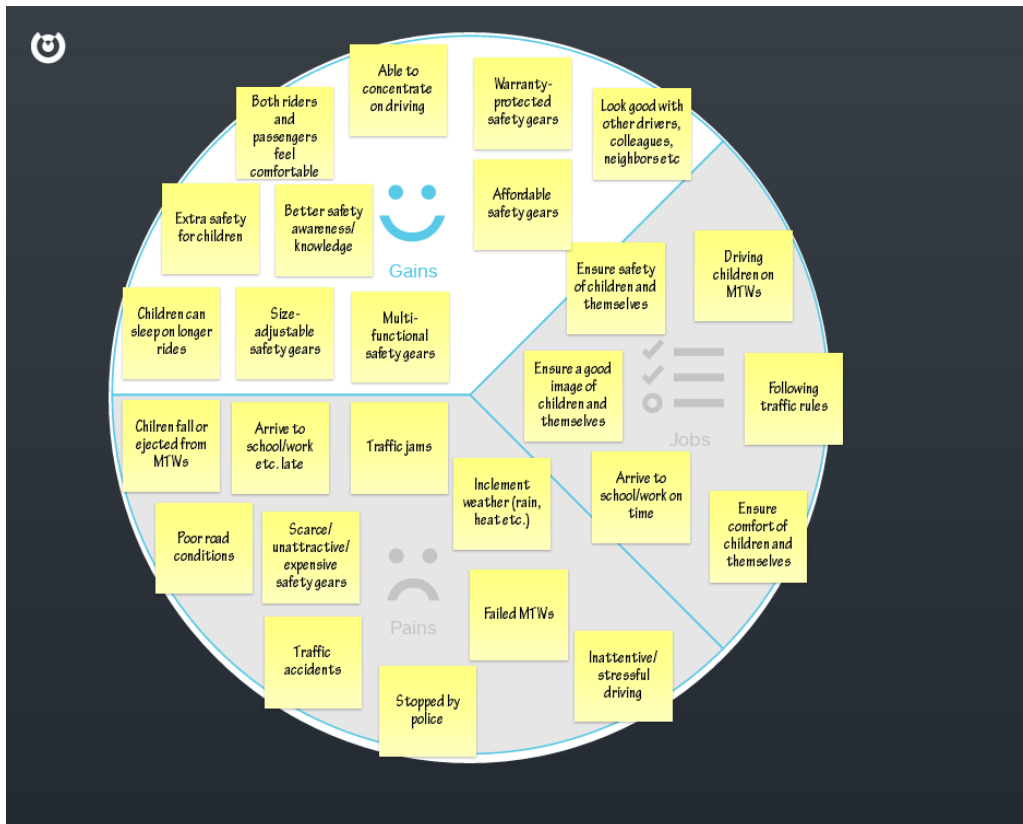 Able to
concentrate
on driving
Warranty-
protected
safety gears
Both riders
and
passengers
feel
comfortable
Look good with
other drivers,
colleagues,
neighbors etc
Extra safety
for children
Better safety
awareness/
knowledge
Affordable
safety gears
Gains
Children can
sleep on longer
rides
Size-
adjustable
safety gears
Multi-
functional
safety gears
Ensure safety
of children and
themselves
Driving
children on
MTWs
Ensure a good
image of
children and
themselves
Following
traffic rules
Jobs
Arrive to
school/work on
time
Ensure
comfort of
children and
themselves
Chilren fall or
ejected from
MTWs
Arrive to
school/work
etc. late
Traffic jams
Inclement
weather (rain,
heat etc.)
Poor road
conditions
Scarce/
unattractive/
expensive
safety gears
Pains
Failed MTWs
Traffic
accidents
Stopped by
police
Inattentive/
stressful
driving